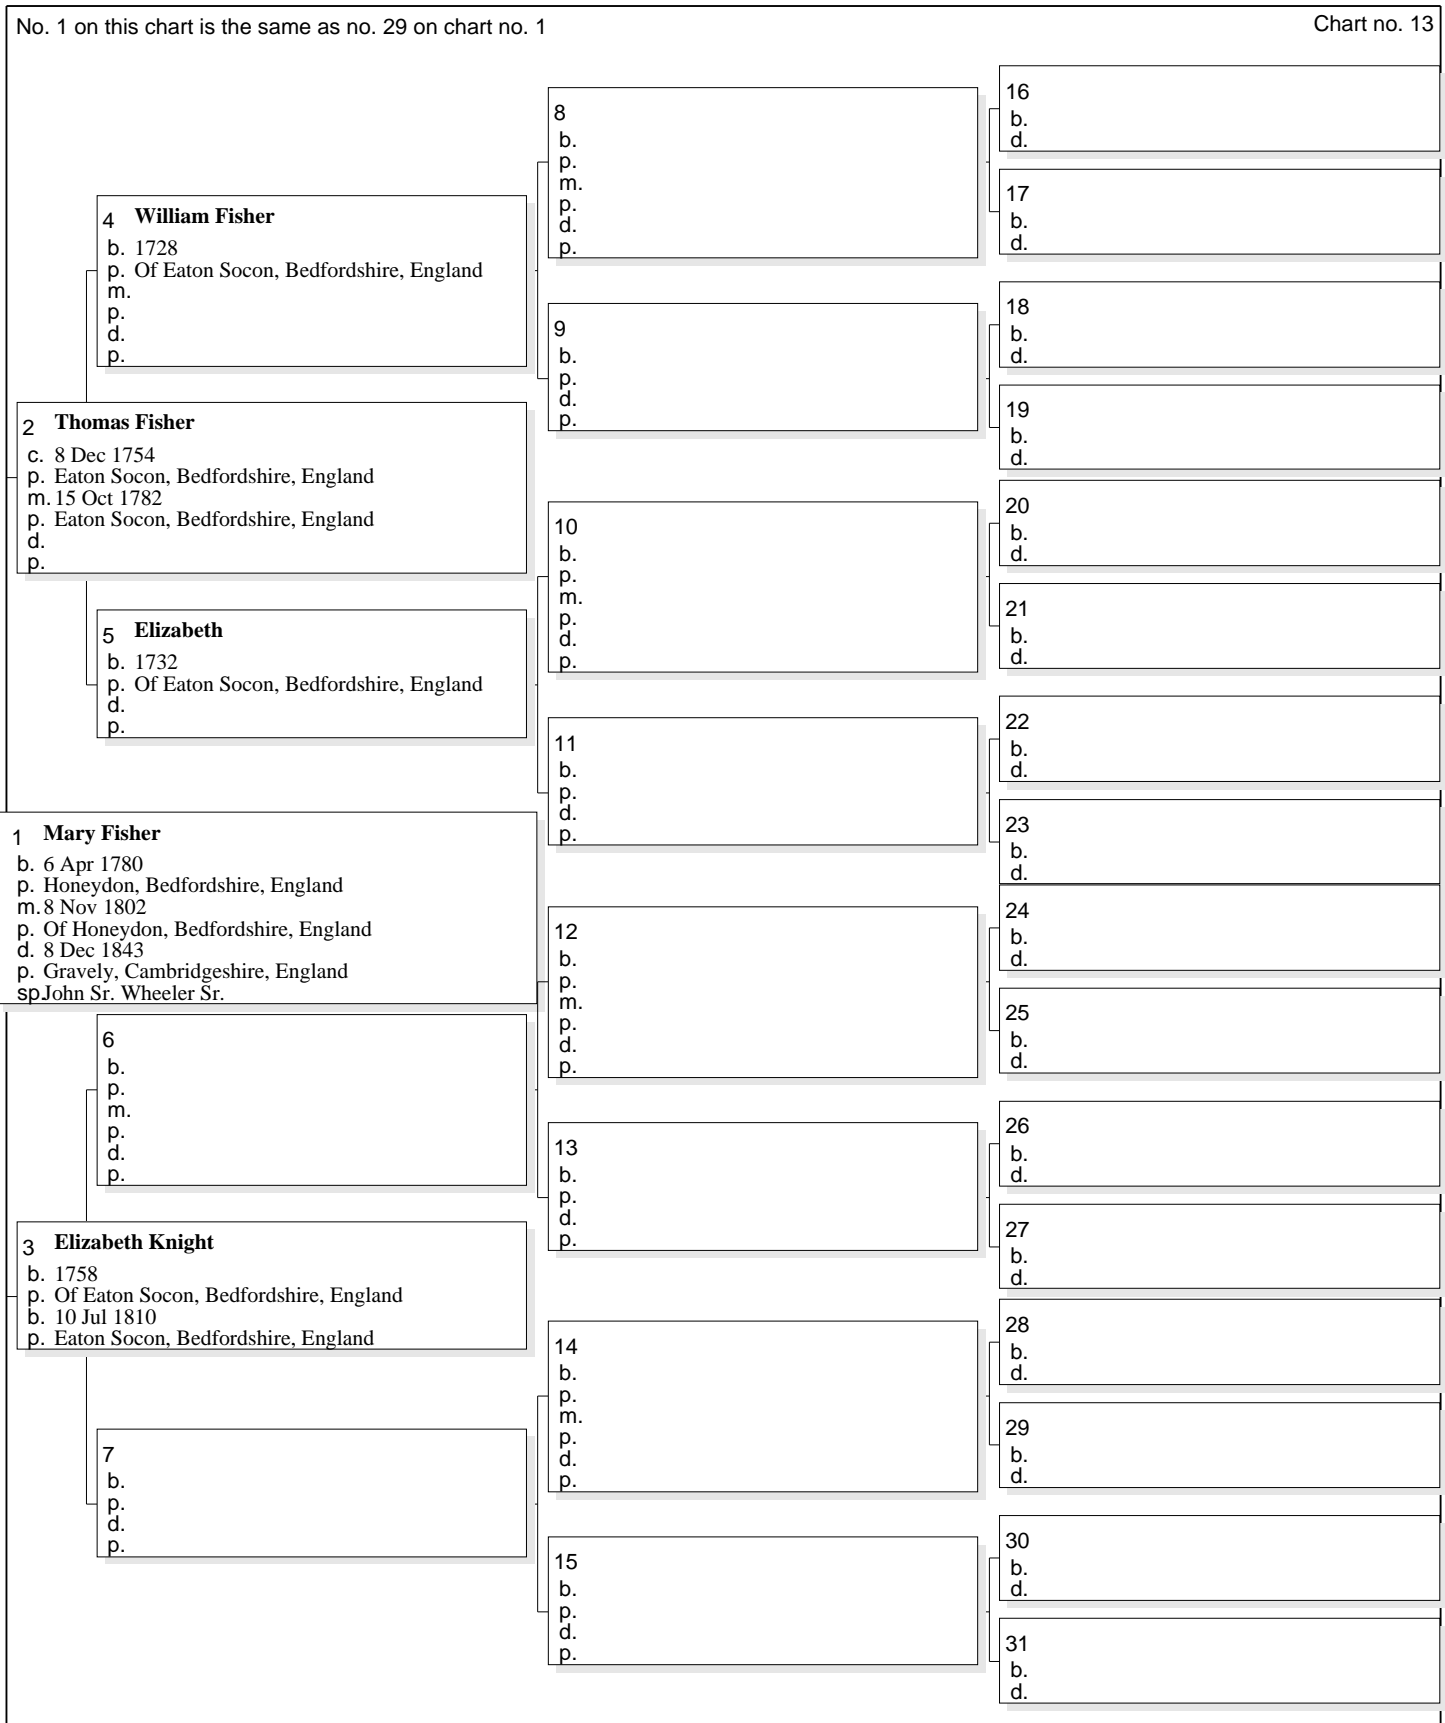 No. 1 on this chart is the same as no. 29 on chart no. 1
Chart no. 13
1 Mary Fisher
b. 6 Apr 1780
p. Honeydon, Bedfordshire, England
m. 8 Nov 1802
p. Of Honeydon, Bedfordshire, England
d. 8 Dec 1843
p. Gravely, Cambridgeshire, England
sp. John Sr. Wheeler Sr.
2 Thomas Fisher
c. 8 Dec 1754
p. Eaton Socon, Bedfordshire, England
m. 15 Oct 1782
p. Eaton Socon, Bedfordshire, England
d.
p.
3 Elizabeth Knight
b. 1758
p. Of Eaton Socon, Bedfordshire, England
b. 10 Jul 1810
p. Eaton Socon, Bedfordshire, England
4 William Fisher
b. 1728
p. Of Eaton Socon, Bedfordshire, England
m.
p.
d.
p.
5 Elizabeth
b. 1732
p. Of Eaton Socon, Bedfordshire, England
d.
p.
6
b.
p.
m.
p.
d.
p.
7
b.
p.
d.
p.
8
b.
p.
m.
p.
d.
p.
9
b.
p.
d.
p.
10
b.
p.
m.
p.
d.
p.
11
b.
p.
d.
p.
12
b.
p.
m.
p.
d.
p.
13
b.
p.
d.
p.
14
b.
p.
m.
p.
d.
p.
15
b.
p.
d.
p.
16
b.
d.
17
b.
d.
18
b.
d.
19
b.
d.
20
b.
d.
21
b.
d.
22
b.
d.
23
b.
d.
24
b.
d.
25
b.
d.
26
b.
d.
27
b.
d.
28
b.
d.
29
b.
d.
30
b.
d.
31
b.
d.